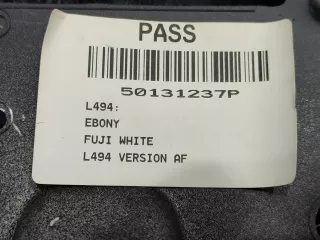 PASS
50131237P
L494:
EBONY
FUJI WHITE
L494 VERSION AF